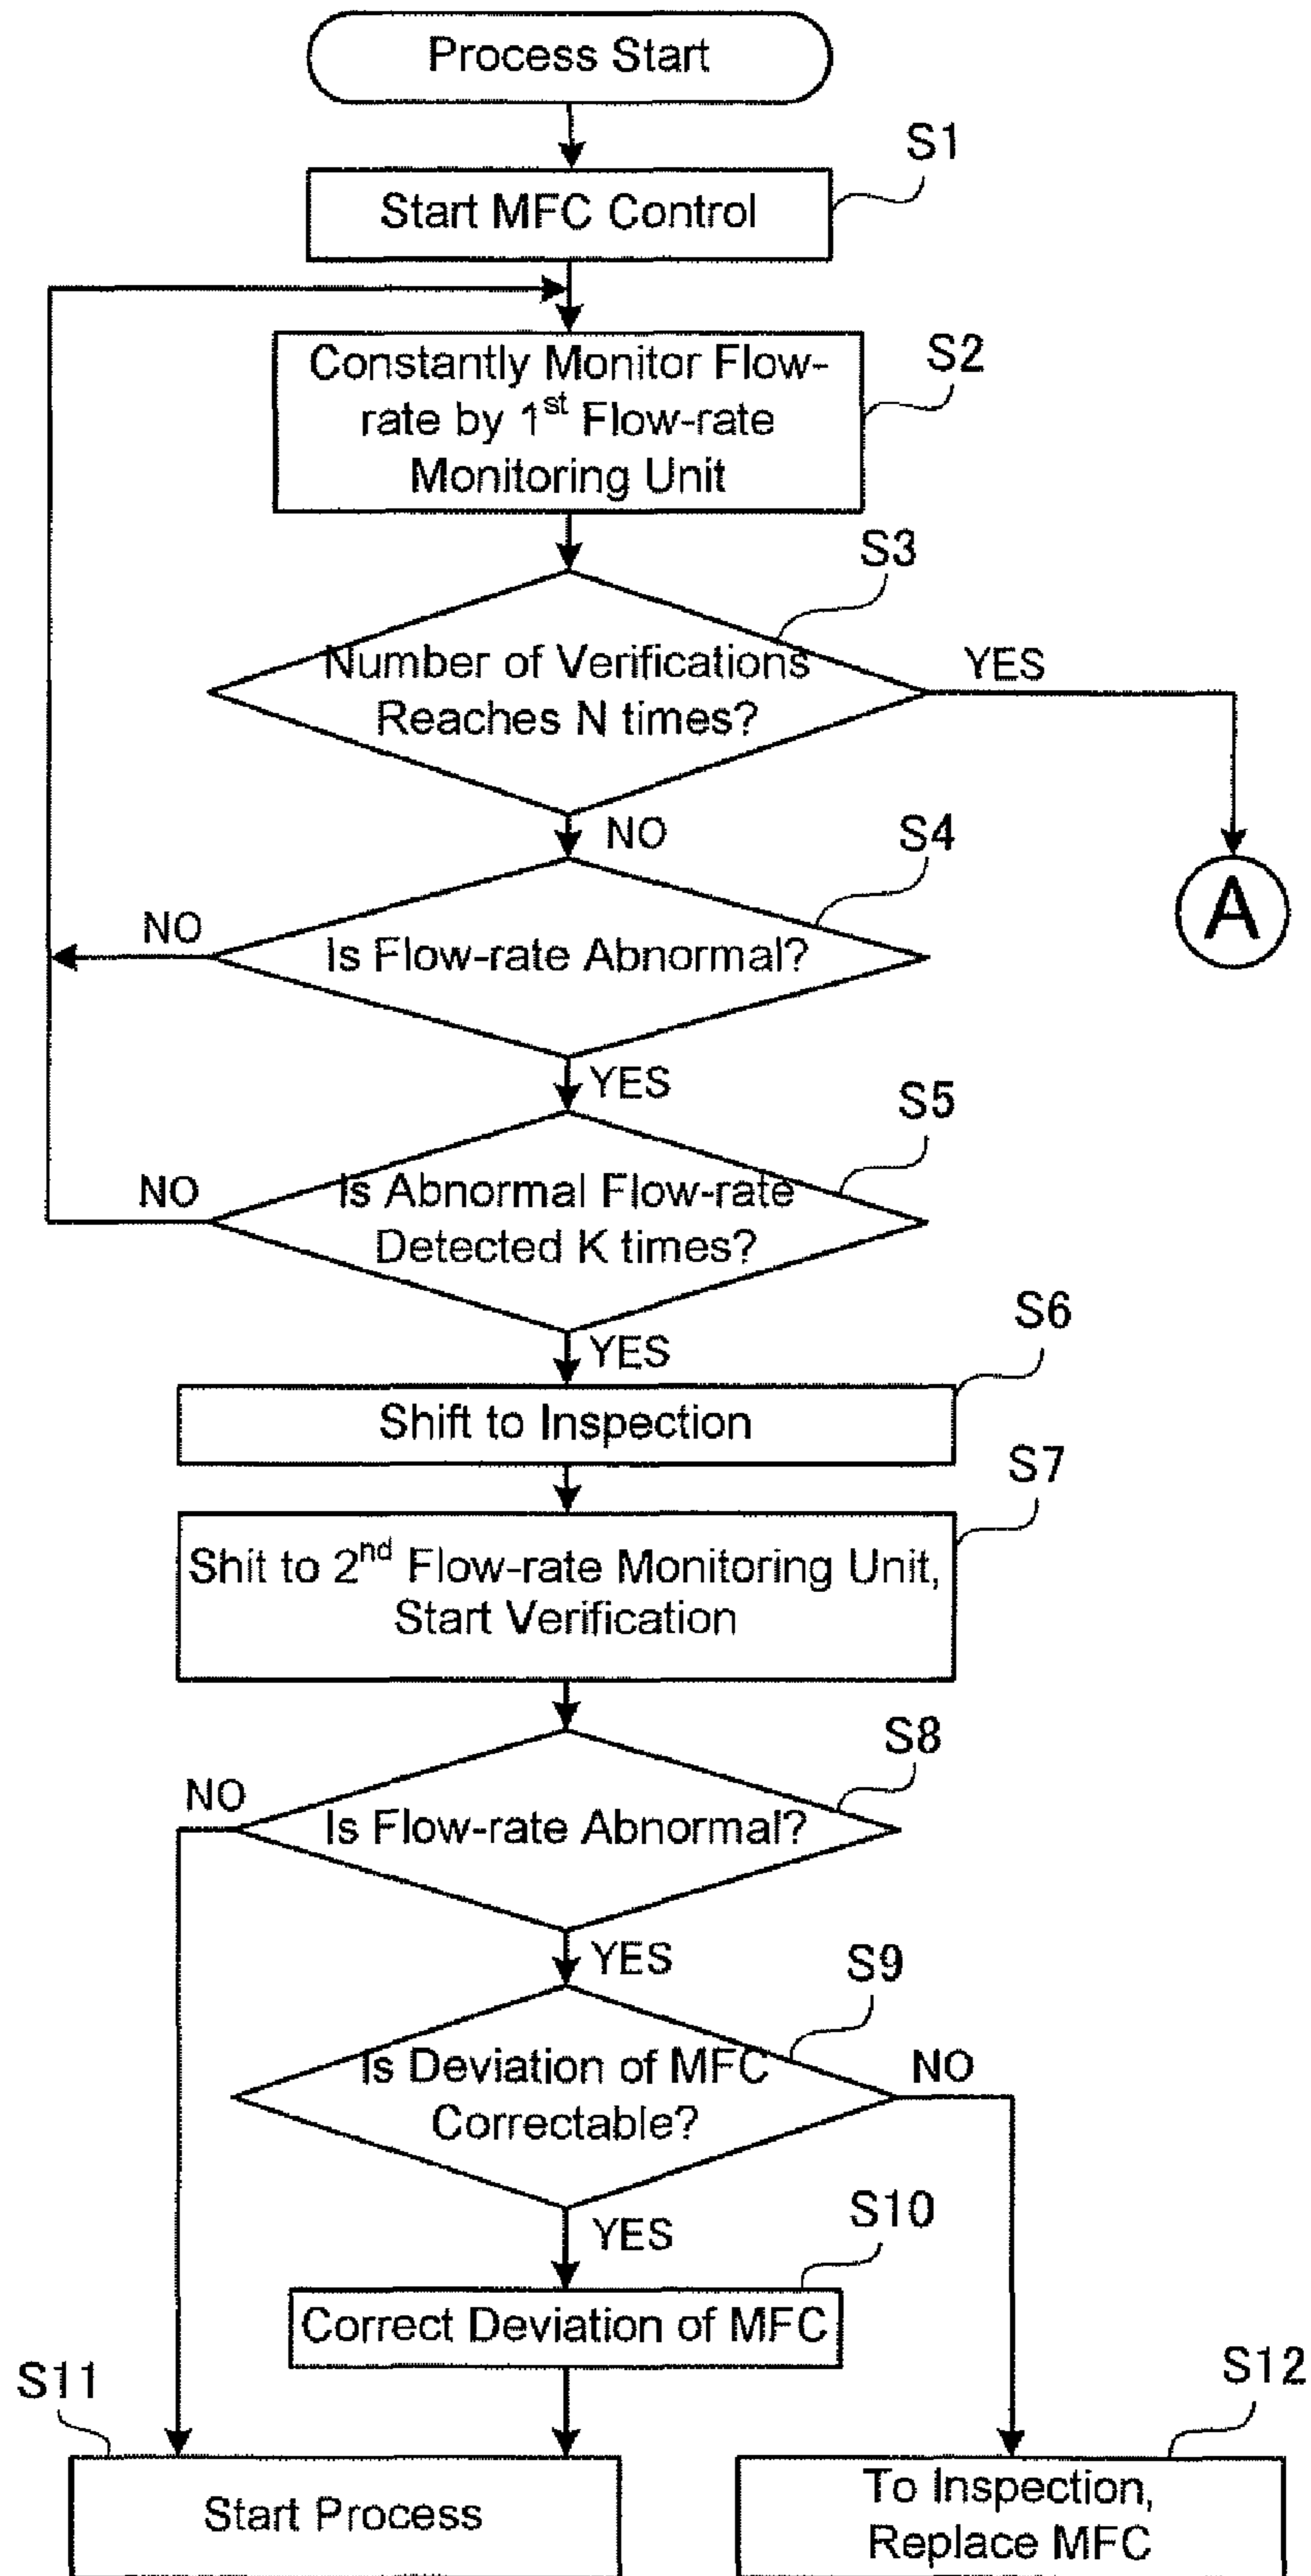 Process Start
S1
Start MFC Control
S2
Constantly Monitor Flow-
rate by 1st Flow-rate
Monitoring Unit
S3
Number of Verifications
Reaches N times?
YES
NO
A
S4
Is Flow-rate Abnormal?
NO
YES
S5
Is Abnormal Flow-rate
Detected K times?
NO
YES
S6
Shift to Inspection
S7
Shit to 2nd Flow-rate Monitoring Unit,
Start Verification
S8
Is Flow-rate Abnormal?
NO
YES
S9
Is Deviation of MFC
Correctable?
NO
YES
S10
Correct Deviation of MFC
S11
Start Process
S12
To Inspection,
Replace MFC